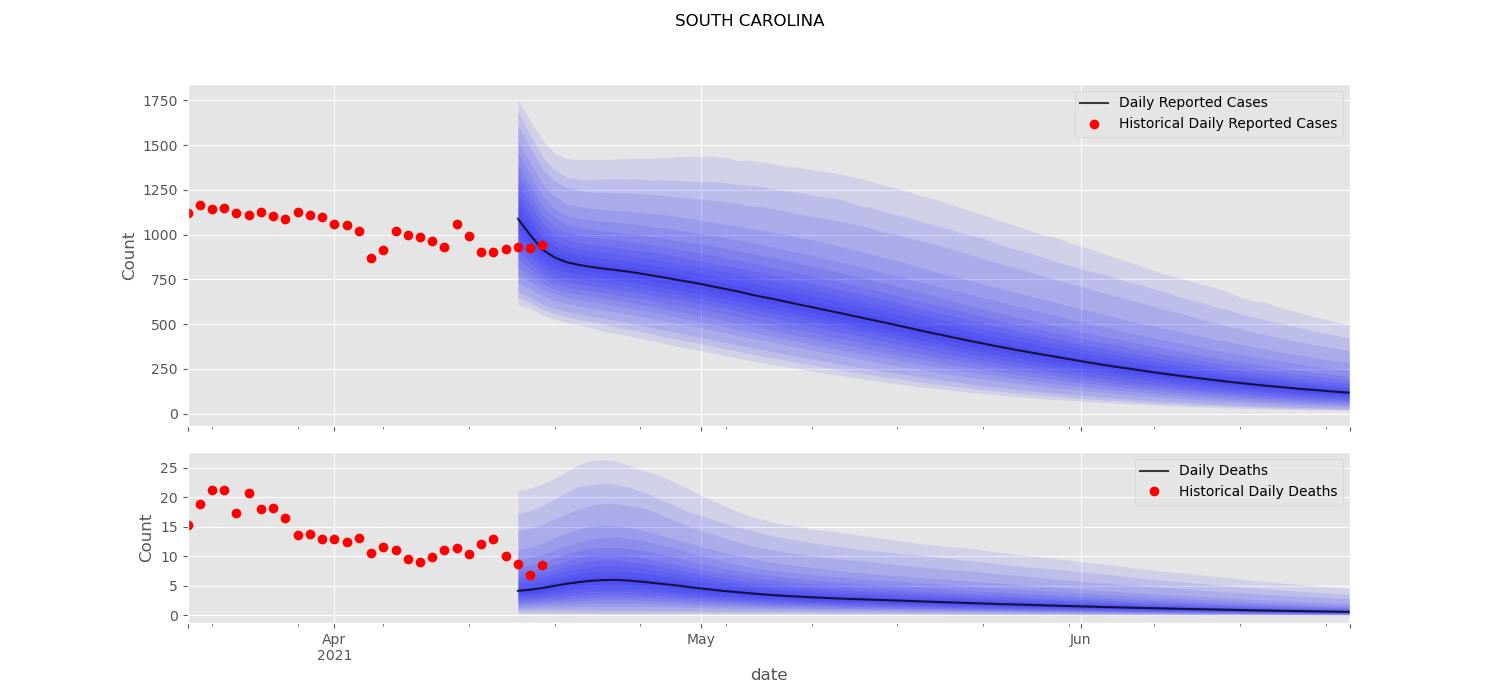 SOUTH CAROLINA
Count
1750
1500
1250
1000
750
500
250
0
Daily Reported Cases
Historical Daily Reported Cases
Count
25
20
15
10
5
0
Daily Deaths
Historical Daily Deaths
Apr
2021
May
Jun
date